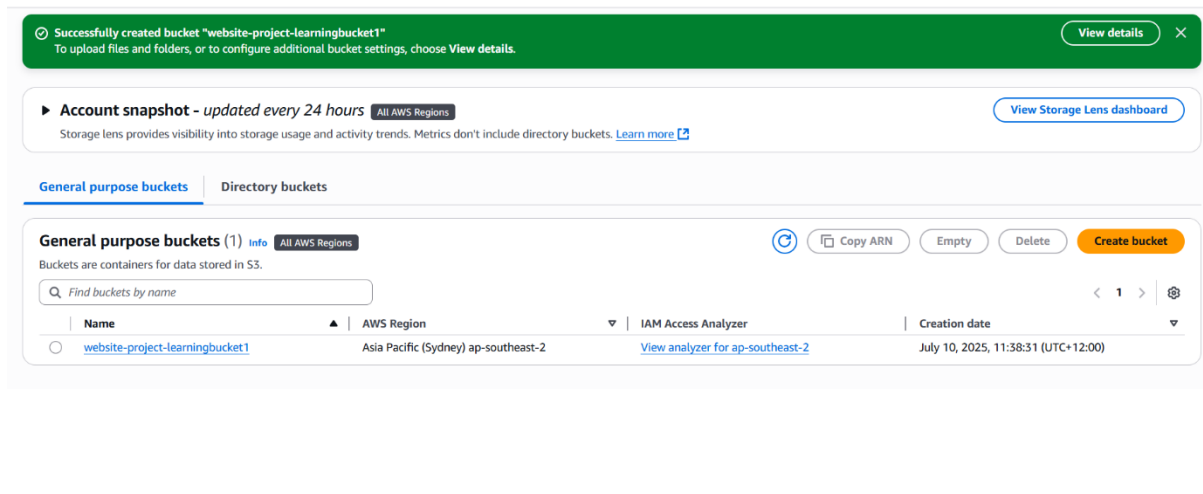 Successfully created bucket "website-project-learningbucket1"
To upload files and folders, or to configure additional bucket settings, choose View details.
View details
Account snapshot - updated every 24 hours All AWS Regions
View Storage Lens dashboard
Storage lens provides visibility into storage usage and activity trends. Metrics don't include directory buckets. Learn more
General purpose buckets Directory buckets
General purpose buckets (1) Info All AWS Regions
Copy ARN Empty Delete Create bucket
Buckets are containers for data stored in S3.
Find buckets by name
1
Name AWS Region IAM Access Analyzer Creation date
website-project-learningbucket1 Asia Pacific (Sydney) ap-southeast-2 View analyzer for ap-southeast-2 July 10, 2025, 11:38:31 (UTC+12:00)